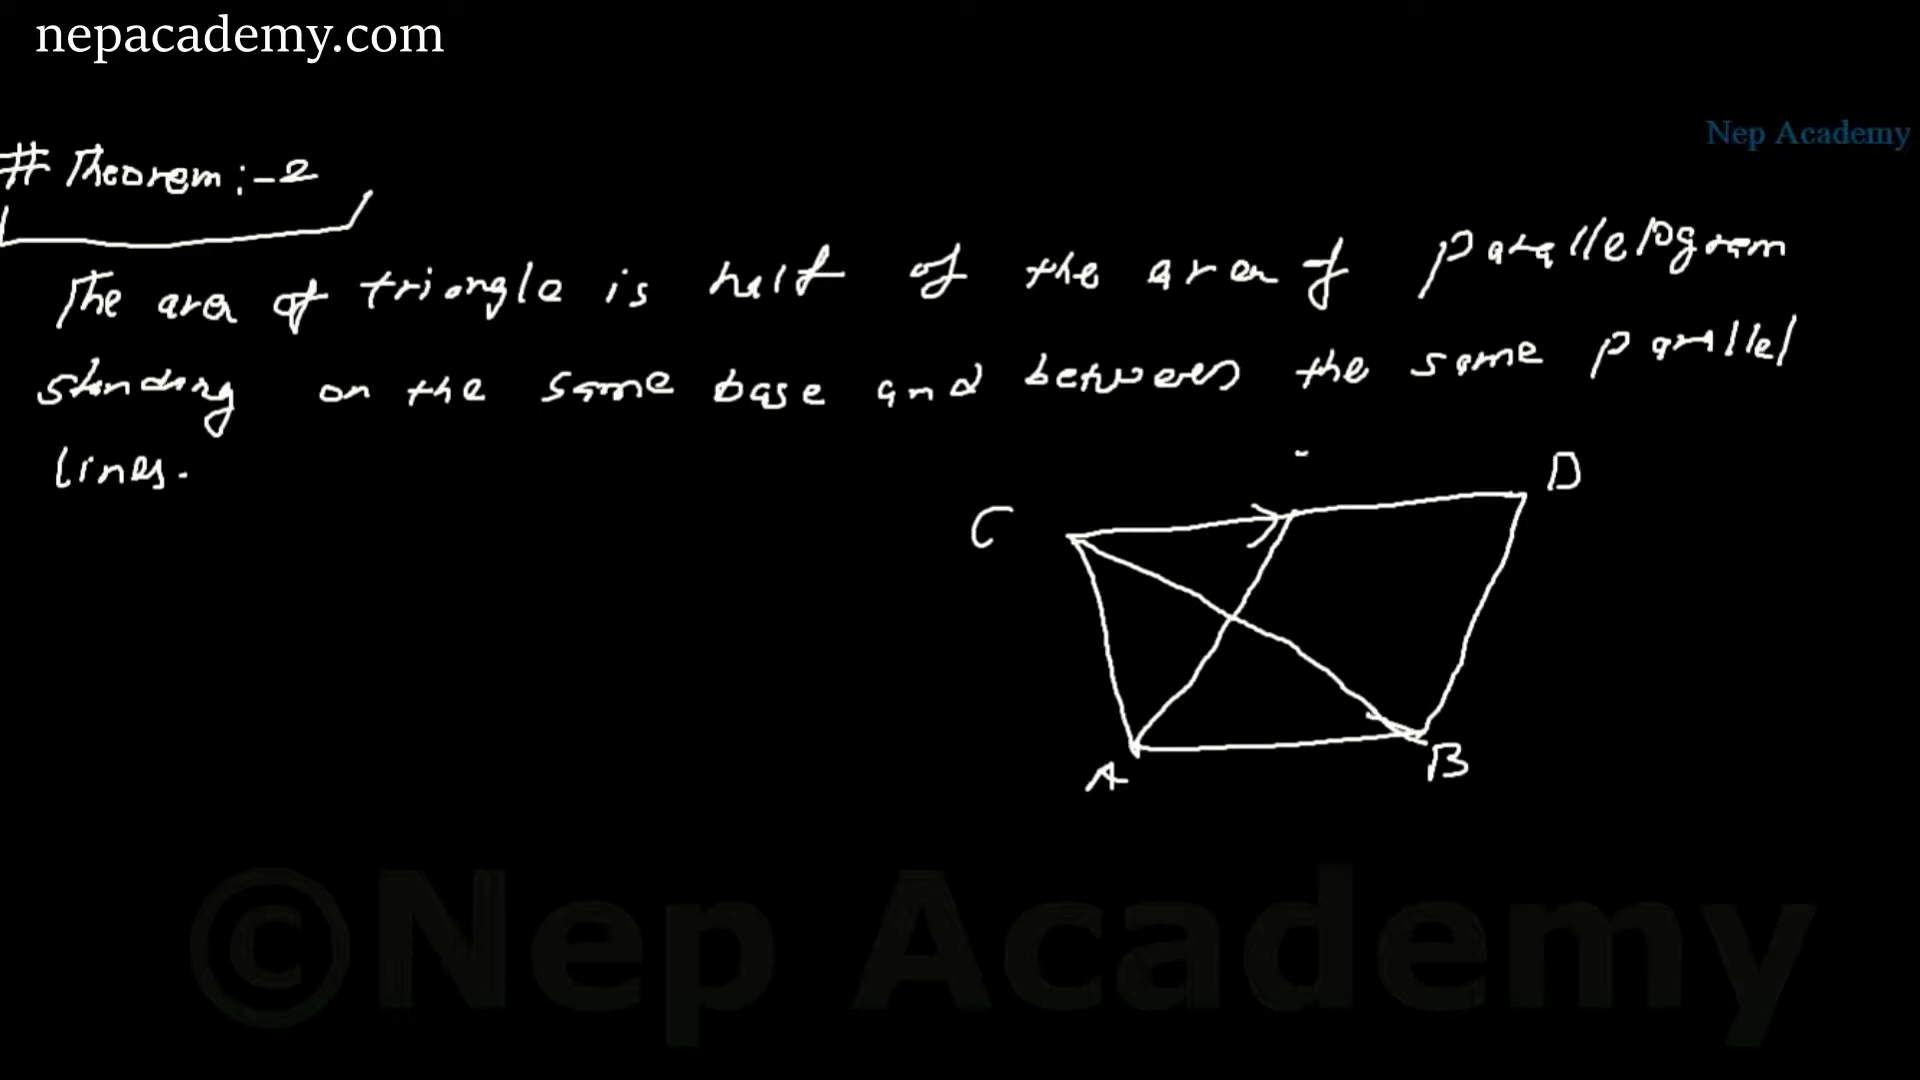 nepacademy.com
Nep Academy
# Theorem:-2
The area of triangle is half of the area of parallelogram
standing on the same base and between the same parallel
lines.
D
C
A
B
©Nep Academy